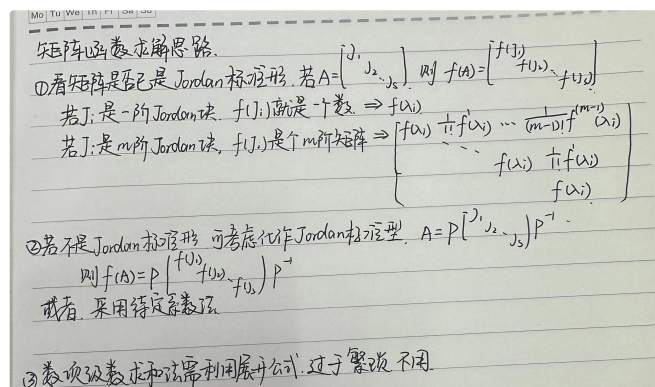 Mo Tu We Th Fri Sat Su
矩阵函数求解思路.
①看矩阵是否已是Jordan标准形. 若A=[J₁ J₂ ⋱ Jₛ] 则 f(A)=[f(J₁) f(J₂) ⋱ f(Jₛ)]
若Jᵢ是一阶Jordan块. f(Jᵢ)就是一个数. ⇒ f(λᵢ)
若Jᵢ是m阶Jordan块, f(Jᵢ)是个m阶矩阵 ⇒ [f(λᵢ) 1/1! f'(λᵢ) ⋯ 1/(m-1)! f^(m-1)(λᵢ)
⋱ f(λᵢ) 1/1! f'(λᵢ)
f(λᵢ)]
②若不是Jordan标准形 可考虑化作Jordan标准型. A=P[J₁ J₂ ⋱ Jₛ]P⁻¹.
则 f(A)=P[f(J₁) f(J₂) ⋱ f(Jₛ)]P⁻¹
或者. 采用待定系数法
③数项级数求和法需利用展开公式. 过于繁琐 不用.